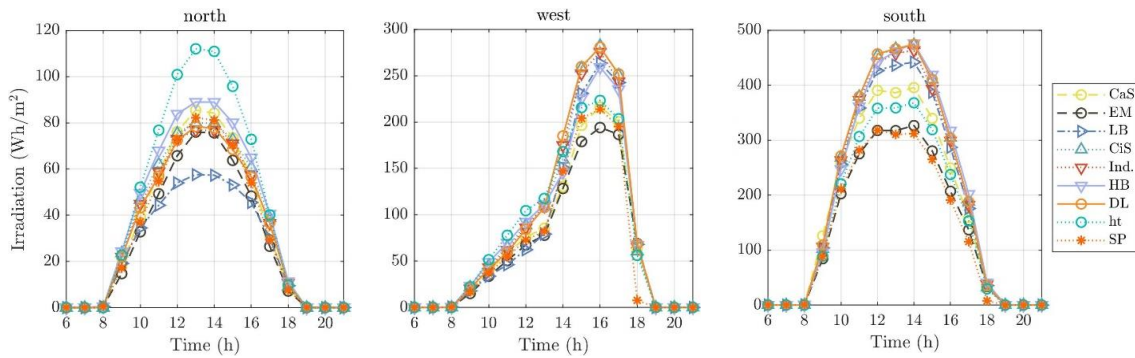 north
120
100
80
60
40
20
0
6 8 10 12 14 16 18 20
Time (h)
Irradiation (Wh/m²)
west
300
250
200
150
100
50
0
6 8 10 12 14 16 18 20
Time (h)
south
500
400
300
200
100
0
6 8 10 12 14 16 18 20
Time (h)
CaS
EM
LB
CiS
Ind.
HB
DL
ht
SP